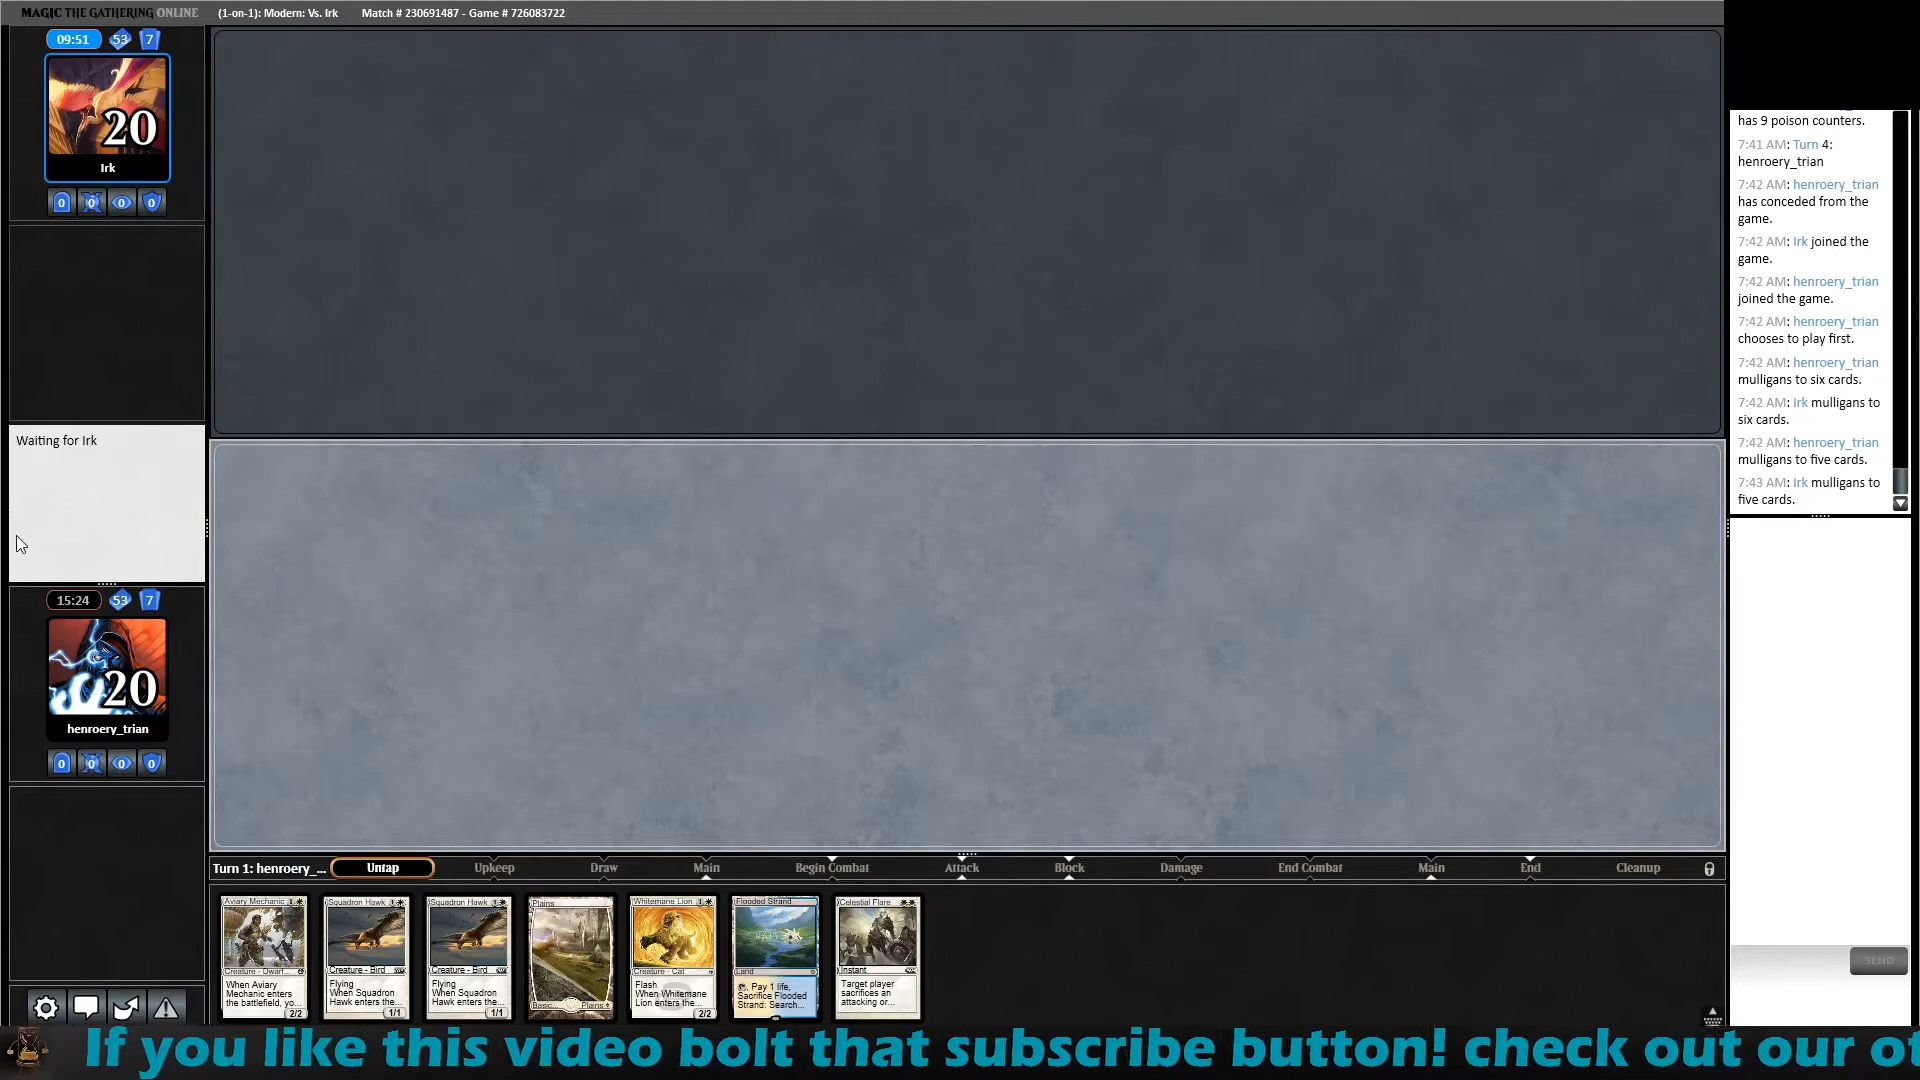 MAGIC THE GATHERING ONLINE
(1-on-1): Modern: Vs. Irk
Match # 230691487 - Game # 726083722
09:51
53
7
20
Irk
0
0
0
0
Waiting for Irk
15:24
53
7
20
henroery_trian
0
0
0
0
has 9 poison counters.
7:41 AM: Turn 4:
henroery_trian
7:42 AM: henroery_trian
has conceded from the
game.
7:42 AM: Irk joined the
game.
7:42 AM: henroery_trian
joined the game.
7:42 AM: henroery_trian
chooses to play first.
7:42 AM: henroery_trian
mulligans to six cards.
7:42 AM: Irk mulligans to
six cards.
7:42 AM: henroery_trian
mulligans to five cards.
7:43 AM: Irk mulligans to
five cards.
SEND
Turn 1: henroery_...
Untap
Upkeep
Draw
Main
Begin Combat
Attack
Block
Damage
End Combat
Main
End
Cleanup
Aviary Mechanic
Creature - Dwarf...
When Aviary
Mechanic enters
the battlefield, yo...
2/2
Squadron Hawk
Creature - Bird
Flying
When Squadron
Hawk enters the...
1/1
Squadron Hawk
Creature - Bird
Flying
When Squadron
Hawk enters the...
1/1
Plains
Basic...
Plains
Whitemane Lion
Creature - Cat
Flash
When Whitemane
Lion enters the...
2/2
Flooded Strand
Land
, Pay 1 life,
Sacrifice Flooded
Strand: Search...
Celestial Flare
Instant
Target player
sacrifices an
attacking or...
If you like this video bolt that subscribe button! check out our ot